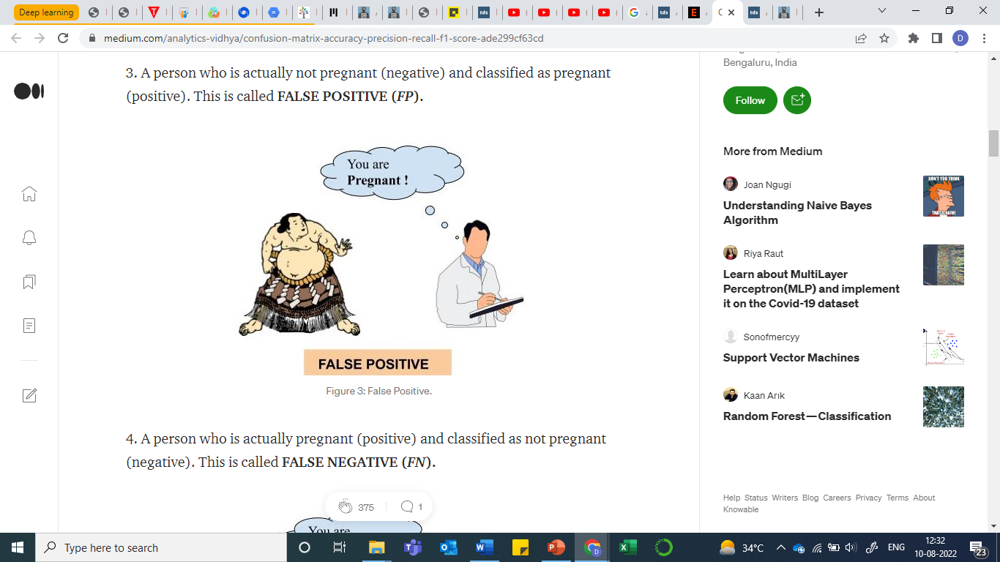 Deep learning
medium.com/analytics-vidhya/confusion-matrix-accuracy-precision-recall-f1-score-ade299cf63cd
D
3. A person who is actually not pregnant (negative) and classified as pregnant
(positive). This is called FALSE POSITIVE (FP).
You are
Pregnant !
FALSE POSITIVE
Figure 3: False Positive.
4. A person who is actually pregnant (positive) and classified as not pregnant
(negative). This is called FALSE NEGATIVE (FN).
375
1
You are
Bengaluru, India
Follow
More from Medium
Joan Ngugi
Understanding Naive Bayes
Algorithm
DON'T YOU THINK
THATS NAIVE
Riya Raut
Learn about MultiLayer
Perceptron(MLP) and implement
it on the Covid-19 dataset
Sonofmercyy
Support Vector Machines
Kaan Arık
Random Forest — Classification
Help Status Writers Blog Careers Privacy Terms About
Knowable
Type here to search
34°C
ENG
12:32
10-08-2022
23